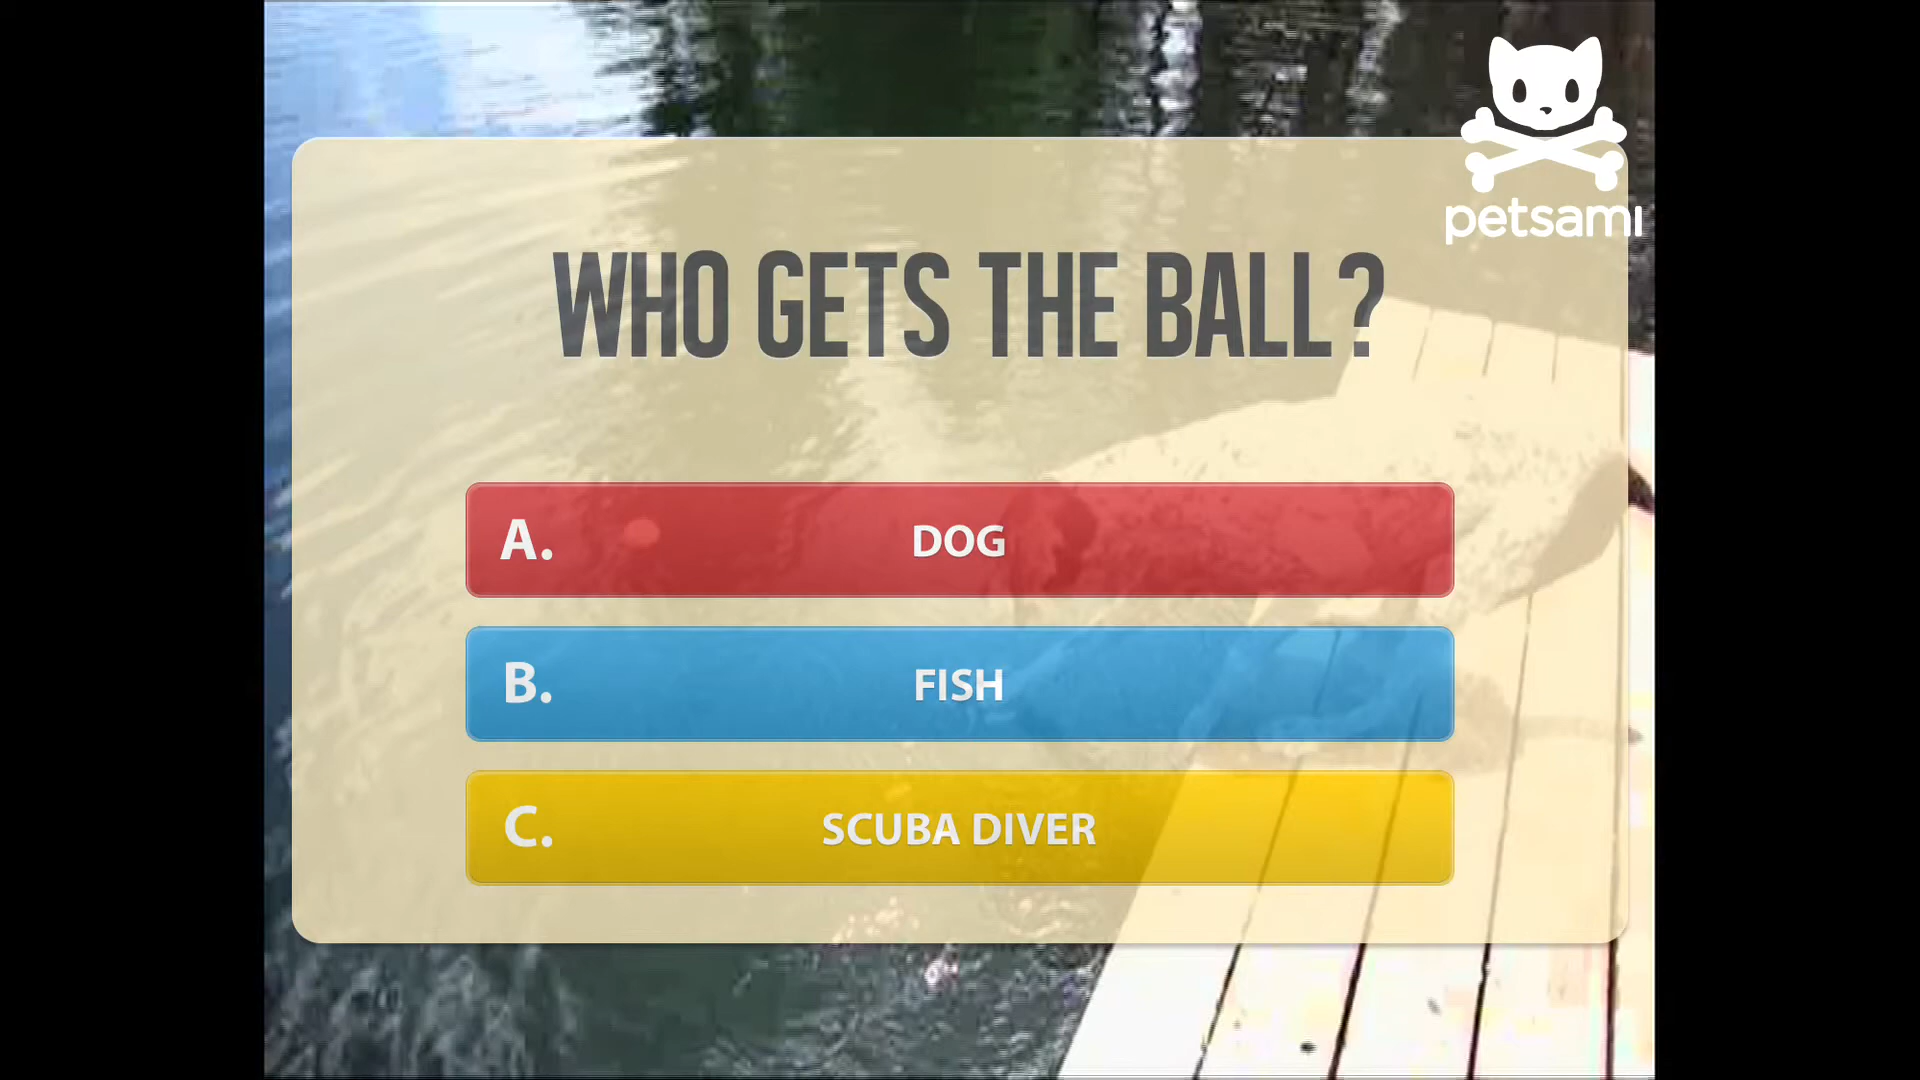 petsami
WHO GETS THE BALL?
A. DOG
B. FISH
C. SCUBA DIVER